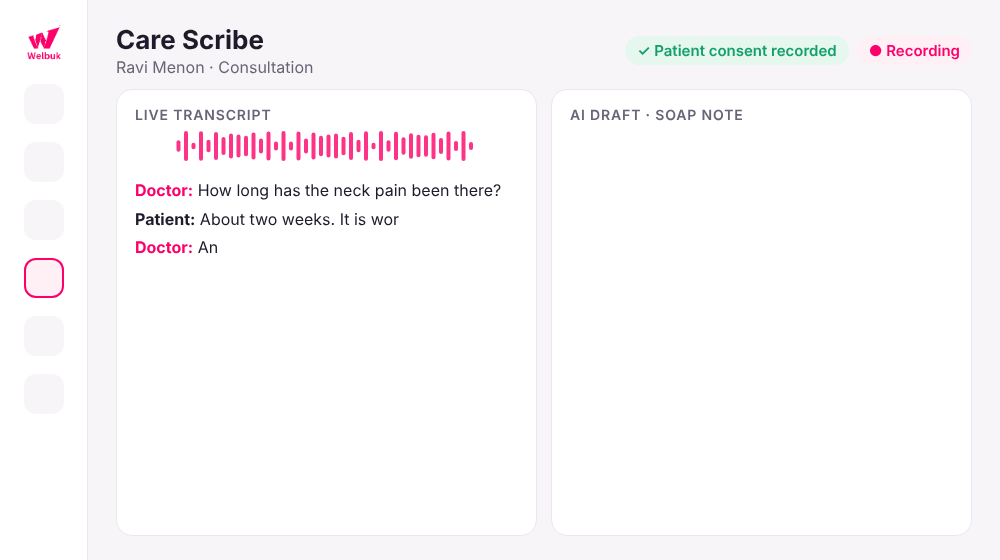 Welbuk
Care Scribe
Ravi Menon · Consultation
✓ Patient consent recorded
Recording
LIVE TRANSCRIPT
Doctor: How long has the neck pain been there?
Patient: About two weeks. It is wor
Doctor: An
AI DRAFT · SOAP NOTE